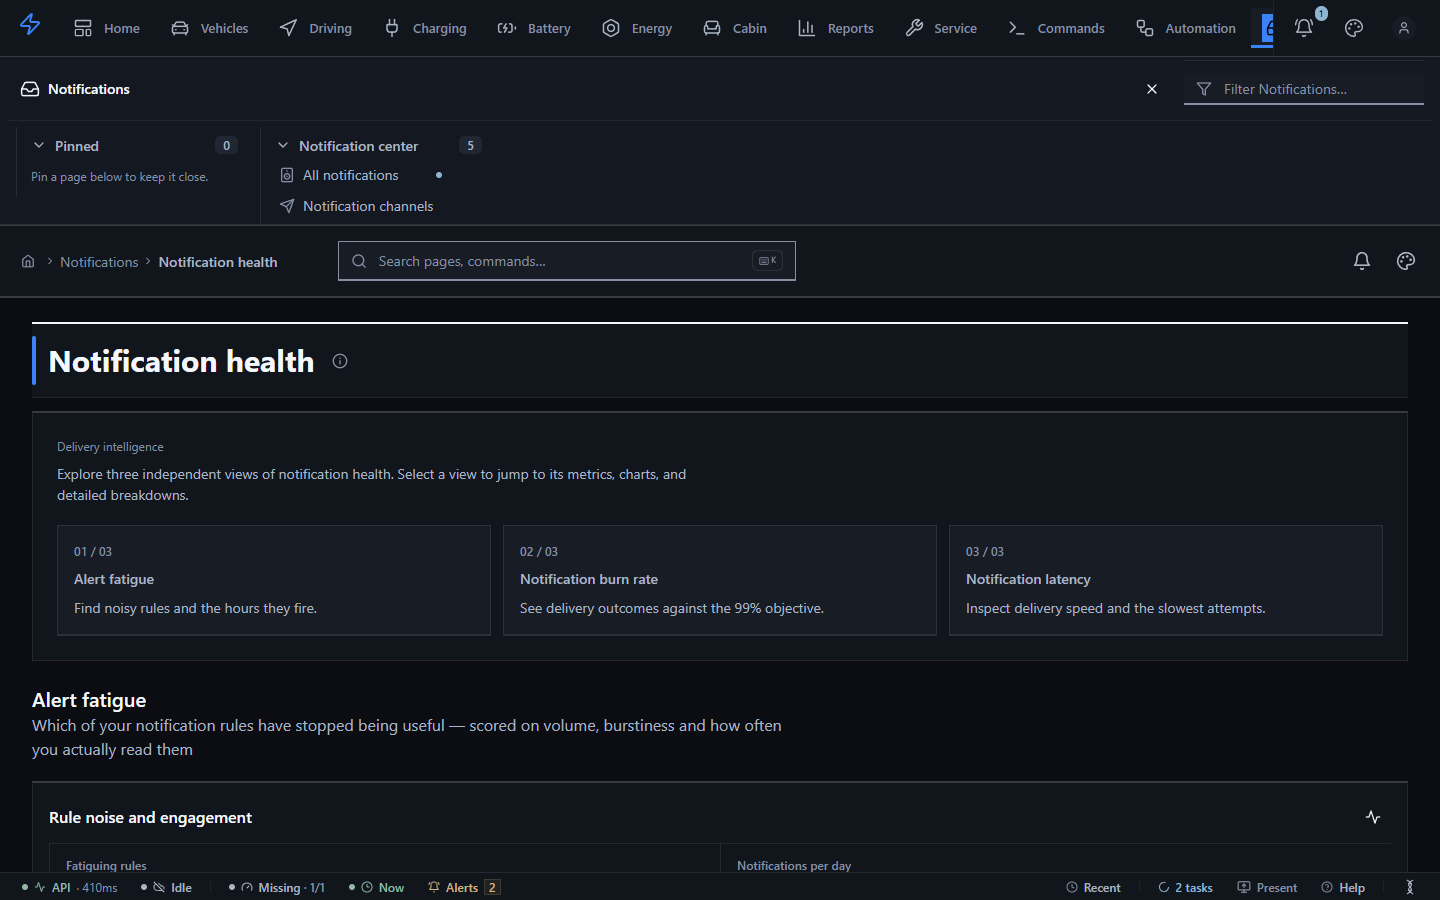 Home
Vehicles
Driving
Charging
Battery
Energy
Cabin
Reports
Service
Commands
Automation
1
Notifications
Filter Notifications...
Pinned
0
Pin a page below to keep it close.
Notification center
5
All notifications
Notification channels
Notifications
Notification health
Search pages, commands...
K
Notification health
Delivery intelligence
Explore three independent views of notification health. Select a view to jump to its metrics, charts, and
detailed breakdowns.
01 / 03
Alert fatigue
Find noisy rules and the hours they fire.
02 / 03
Notification burn rate
See delivery outcomes against the 99% objective.
03 / 03
Notification latency
Inspect delivery speed and the slowest attempts.
Alert fatigue
Which of your notification rules have stopped being useful — scored on volume, burstiness and how often
you actually read them
Rule noise and engagement
Fatiguing rules
Notifications per day
API · 410ms
Idle
Missing · 1/1
Now
Alerts 2
Recent
2 tasks
Present
Help